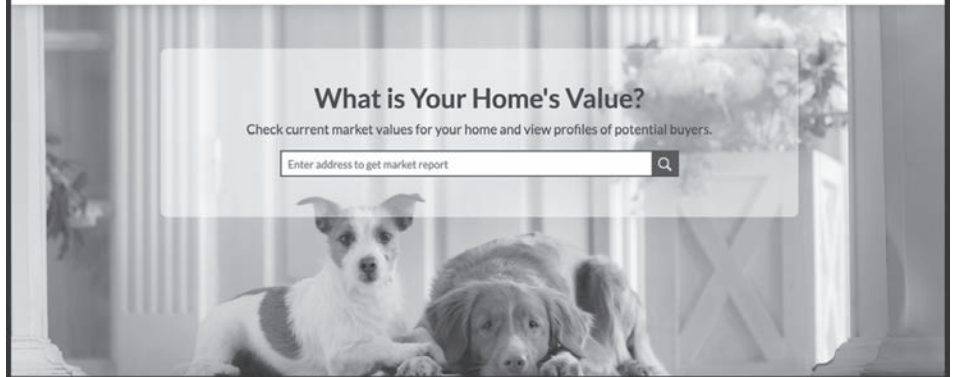 What is Your Home's Value?
Check current market values for your home and view profiles of potential buyers.
Enter address to get market report